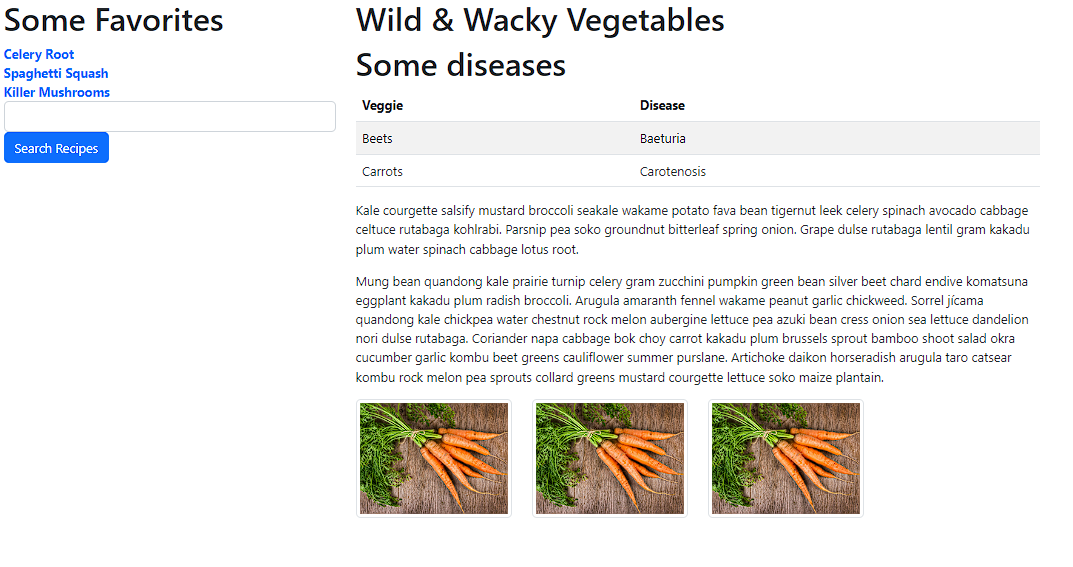 Some Favorites
Celery Root
Spaghetti Squash
Killer Mushrooms
Search Recipes
Wild & Wacky Vegetables
Some diseases
Veggie Disease
Beets Baeturia
Carrots Carotenosis
Kale courgette salsify mustard broccoli seakale wakame potato fava bean tigernut leek celery spinach avocado cabbage
celtuce rutabaga kohlrabi. Parsnip pea soko groundnut bitterleaf spring onion. Grape dulse rutabaga lentil gram kakadu
plum water spinach cabbage lotus root.
Mung bean quandong kale prairie turnip celery gram zucchini pumpkin green bean silver beet chard endive komatsuna
eggplant kakadu plum radish broccoli. Arugula amaranth fennel wakame peanut garlic chickweed. Sorrel jícama
quandong kale chickpea water chestnut rock melon aubergine lettuce pea azuki bean cress onion sea lettuce dandelion
nori dulse rutabaga. Coriander napa cabbage bok choy carrot kakadu plum brussels sprout bamboo shoot salad okra
cucumber garlic kombu beet greens cauliflower summer purslane. Artichoke daikon horseradish arugula taro catsear
kombu rock melon pea sprouts collard greens mustard courgette lettuce soko maize plantain.